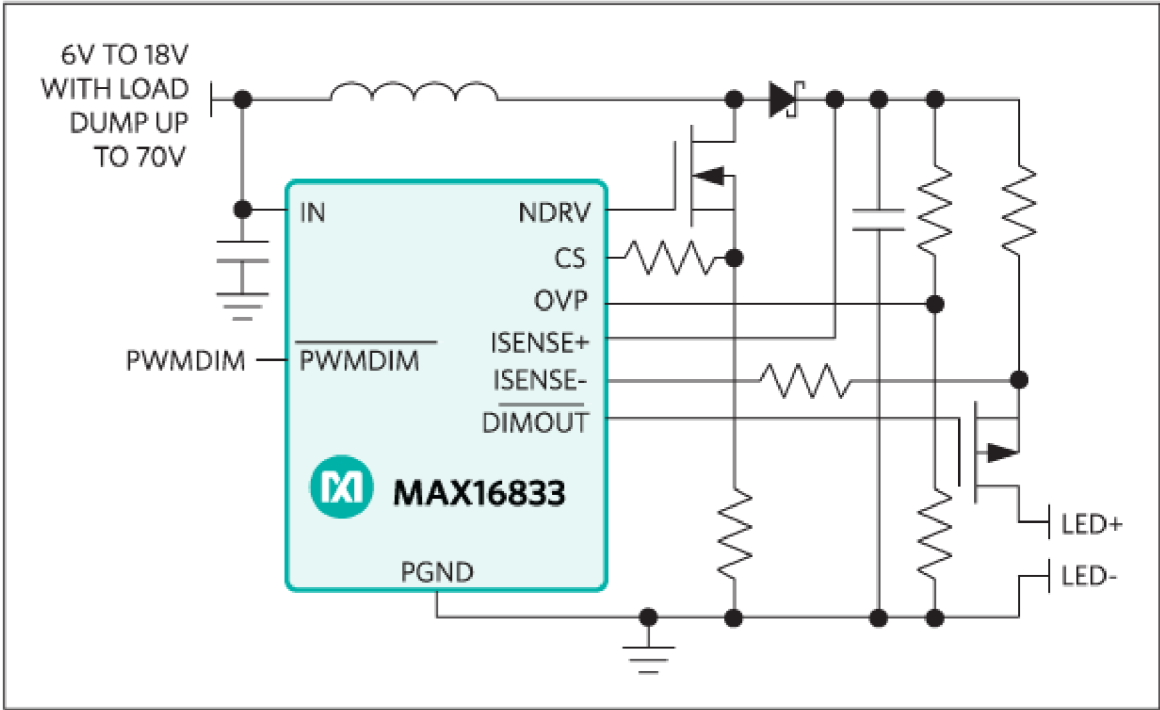 6V TO 18V
WITH LOAD
DUMP UP
TO 70V
IN
NDRV
CS
OVP
ISENSE+
PWMDIM
PWMDIM
ISENSE-
DIMOUT
MAX16833
LED+
PGND
LED-